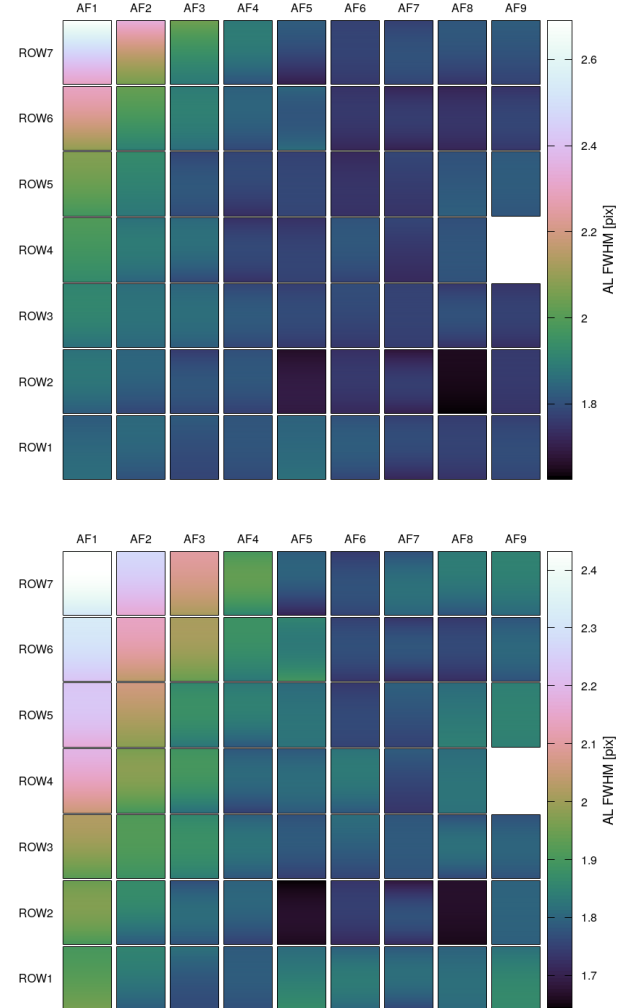 AF1 AF2 AF3 AF4 AF5 AF6 AF7 AF8 AF9
ROW7
ROW6
ROW5
ROW4
ROW3
ROW2
ROW1
2.6
2.4
2.2
2
1.8
AL FWHM [pix]
AF1 AF2 AF3 AF4 AF5 AF6 AF7 AF8 AF9
ROW7
ROW6
ROW5
ROW4
ROW3
ROW2
ROW1
2.4
2.3
2.2
2.1
2
1.9
1.8
1.7
AL FWHM [pix]